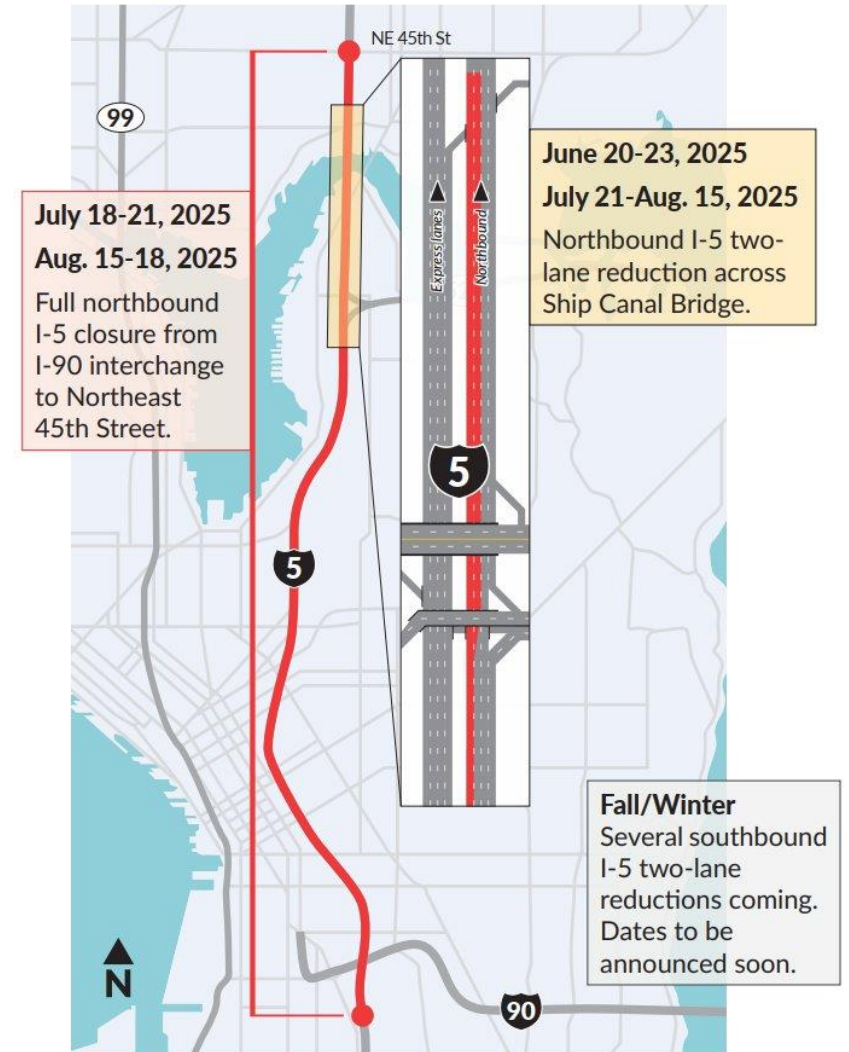 NE 45th St
99
July 18-21, 2025
Aug. 15-18, 2025
Full northbound
I-5 closure from
I-90 interchange
to Northeast
45th Street.
Express lanes
Northbound
June 20-23, 2025
July 21-Aug. 15, 2025
Northbound I-5 two-
lane reduction across
Ship Canal Bridge.
5
5
Fall/Winter
Several southbound
I-5 two-lane
reductions coming.
Dates to be
announced soon.
N
90